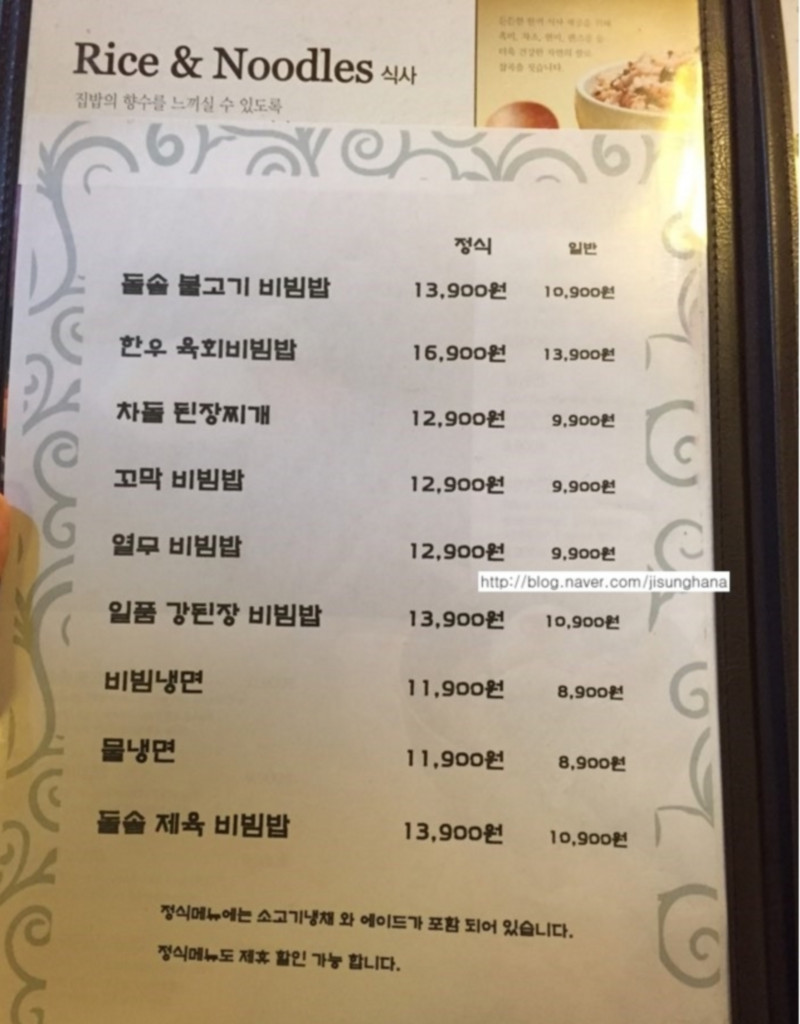 Rice & Noodles 식사
집밥의 향수를 느끼실 수 있도록
정식 일반
돌솥 불고기 비빔밥 13,900원 10,900원
한우 육회비빔밥 16,900원 13,900원
차돌 된장찌개 12,900원 9,900원
꼬막 비빔밥 12,900원 9,900원
열무 비빔밥 12,900원 9,900원
http://blog.naver.com/jisunghana
일품 강된장 비빔밥 13,900원 10,900원
비빔냉면 11,900원 8,900원
물냉면 11,900원 8,900원
돌솥 제육 비빔밥 13,900원 10,900원
정식메뉴에는 소고기냉채 와 에이드가 포함 되어 있습니다.
정식메뉴도 제휴 할인 가능 합니다.